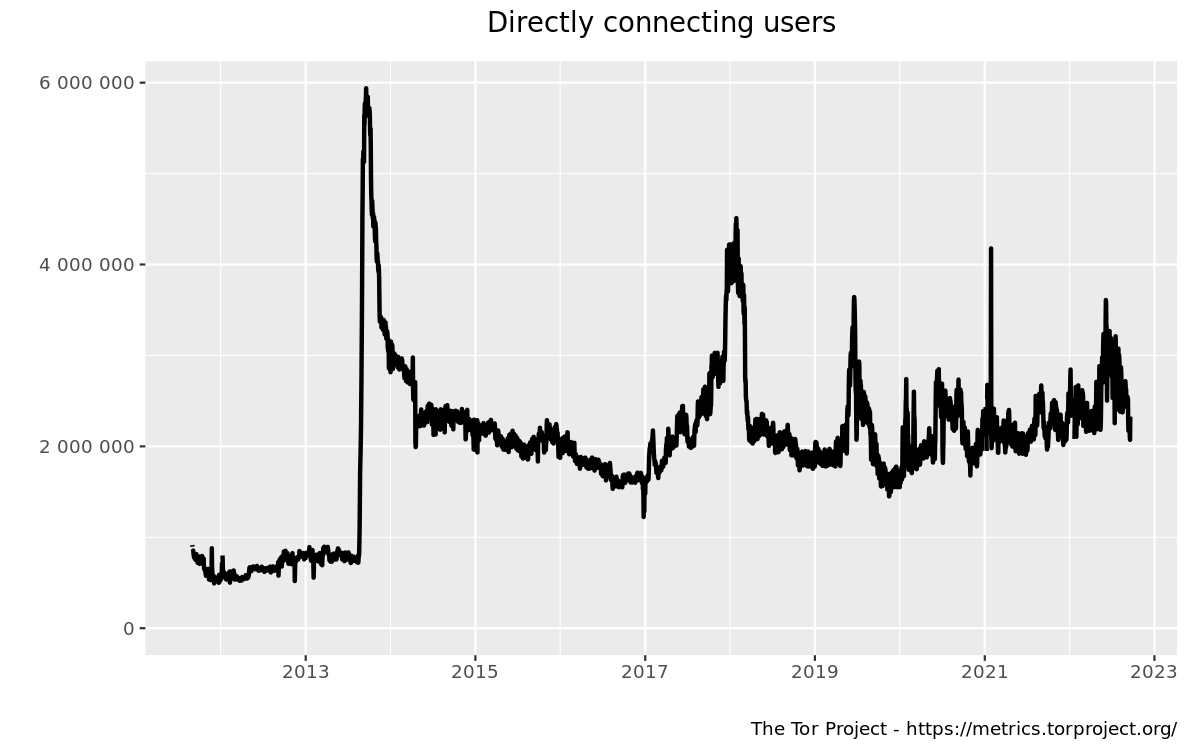 Directly connecting users
6 000 000
4 000 000
2 000 000
0
2013 2015 2017 2019 2021 2023
The Tor Project - https://metrics.torproject.org/